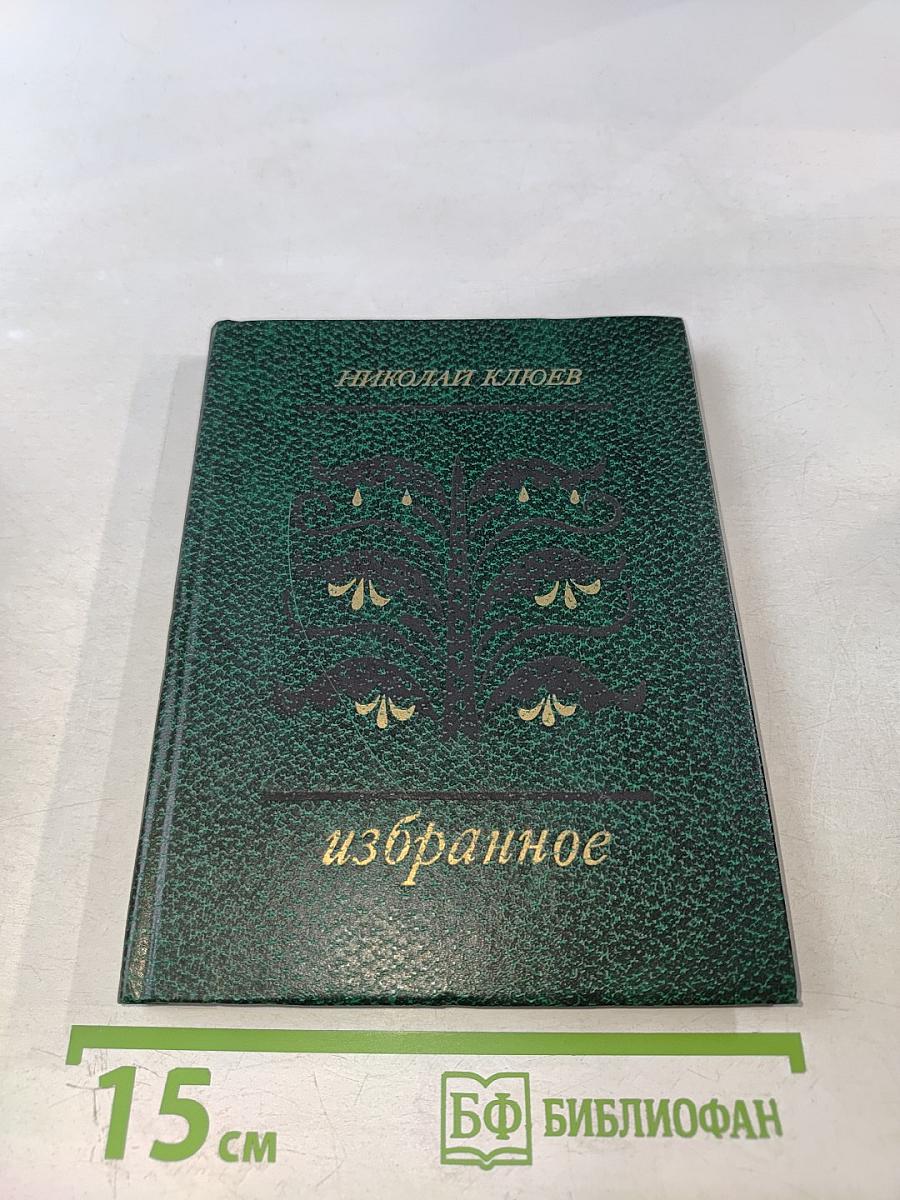 НИКОЛАЙ КЛЮЕВ
избранное
15 см
БФ БИБЛИОФАН